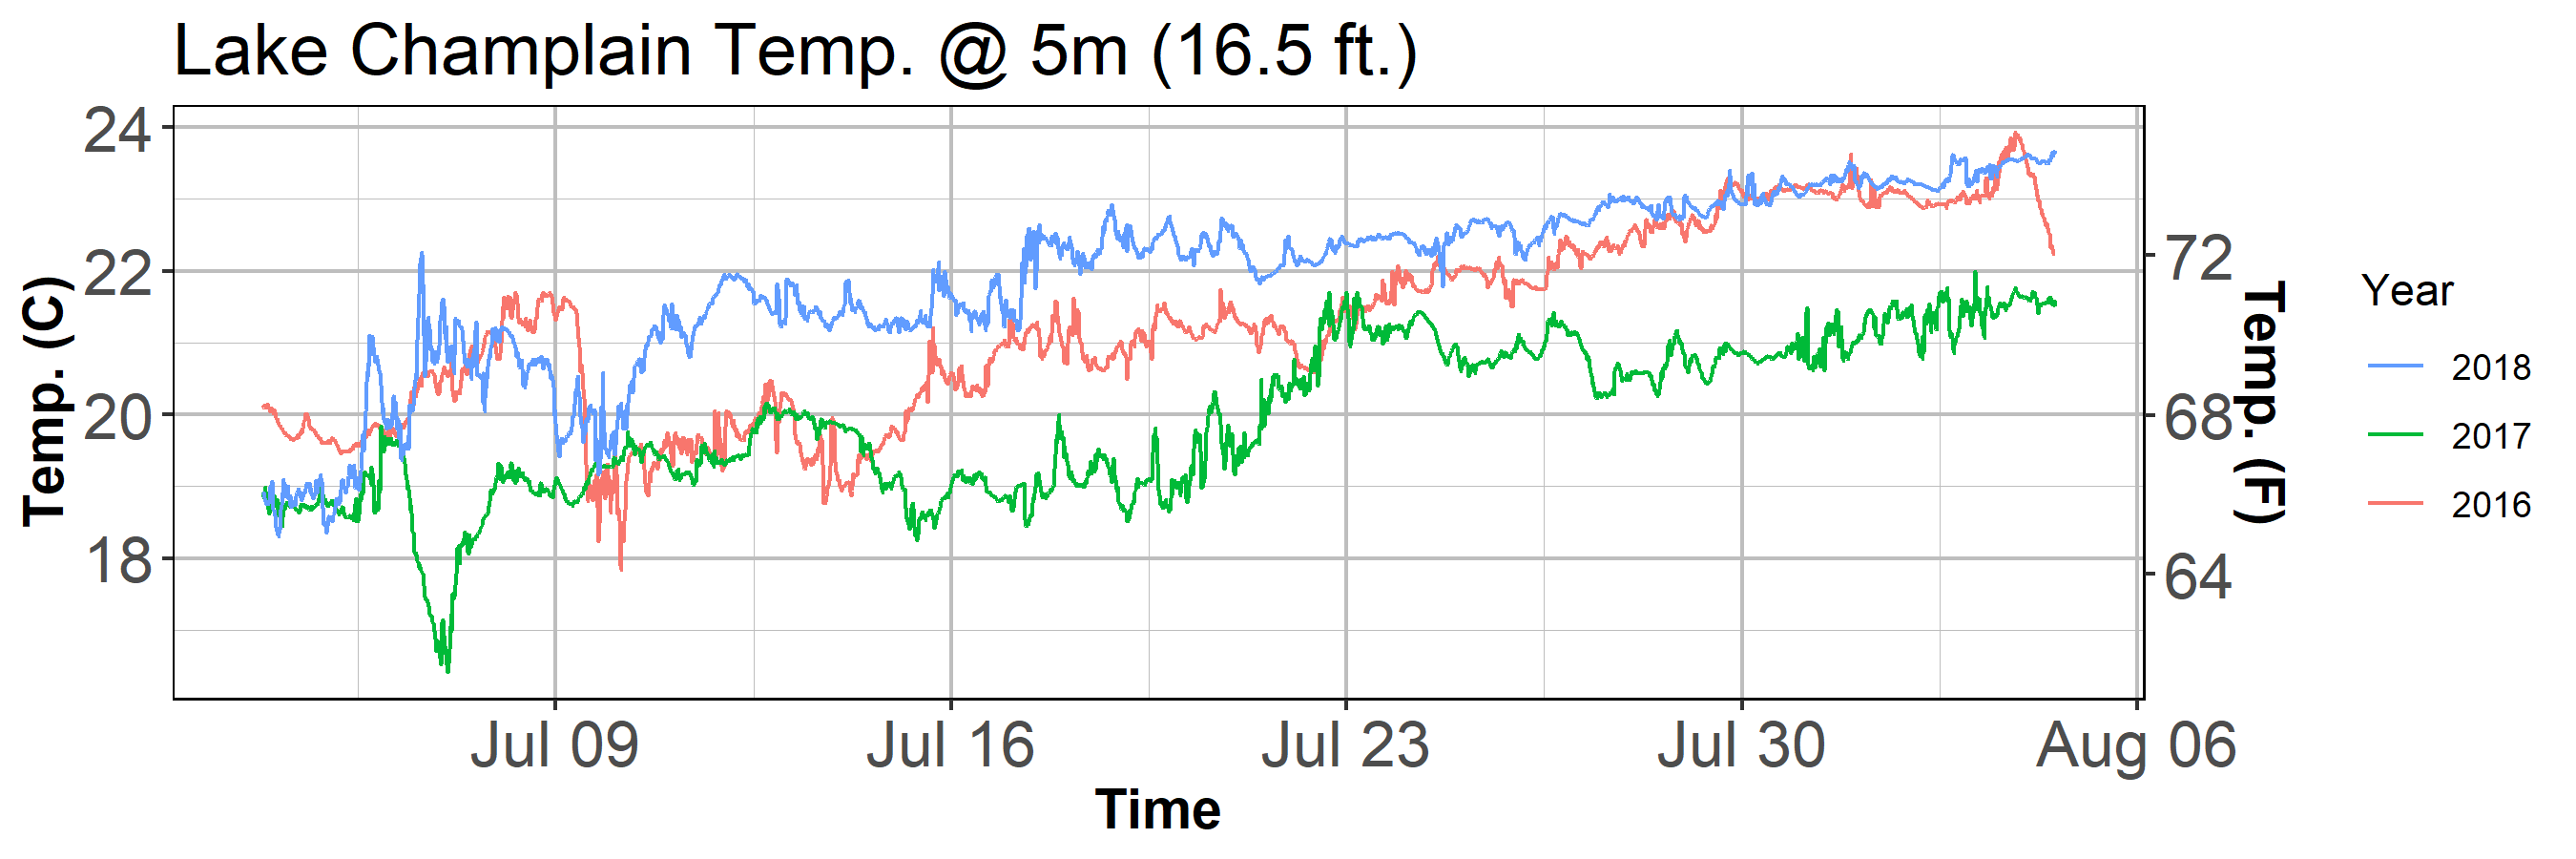 Lake Champlain Temp. @ 5m (16.5 ft.)
Temp. (C)
24
22
20
18
72
68
64
Temp. (F)
Jul 09
Jul 16
Jul 23
Jul 30
Aug 06
Time
Year
2018
2017
2016